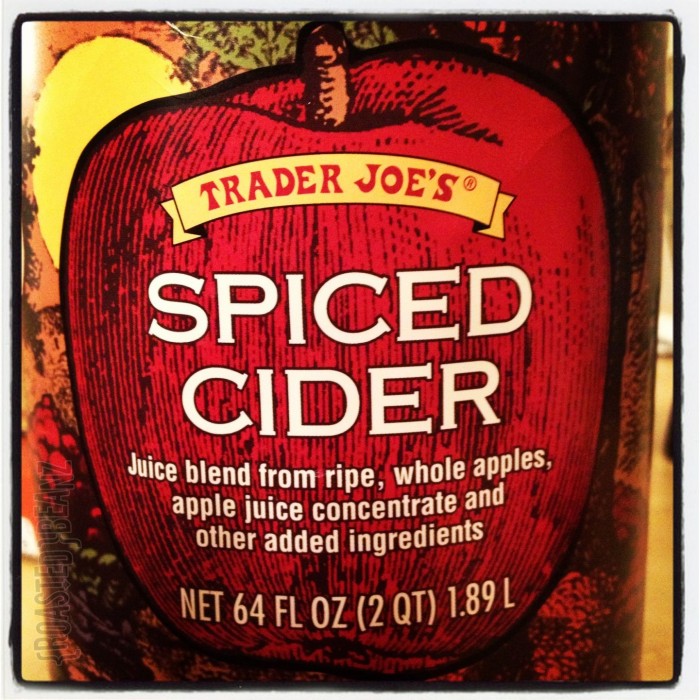 TRADER JOE'S®
SPICED
CIDER
Juice blend from ripe, whole apples,
apple juice concentrate and
other added ingredients
NET 64 FL OZ (2 QT) 1.89 L